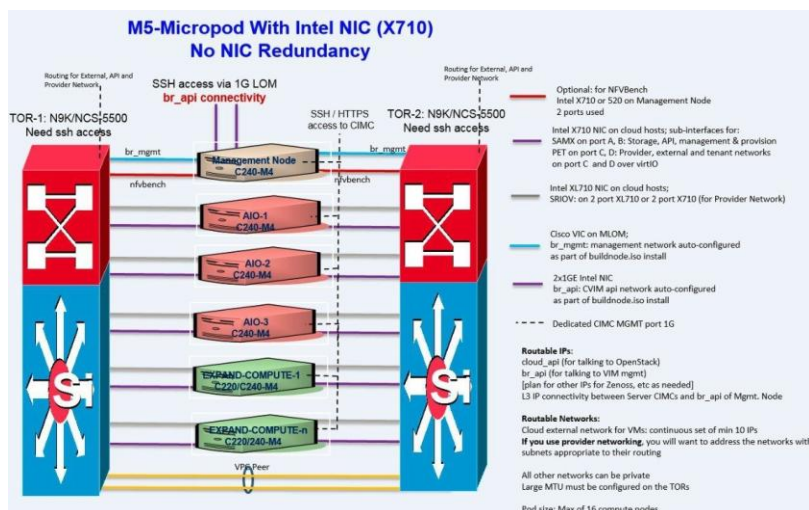 M5-Micropod With Intel NIC (X710)
No NIC Redundancy
Routing for External, API and
Provider Network
SSH access via 1G LOM
br_api connectivity
Routing for External, API and
Provider Network
TOR-1: N9K/NCS-5500
Need ssh access
SSH / HTTPS
access to CIMC
TOR-2: N9K/NCS-5500
Need ssh access
br_mgmt
Management Node
C240-M4
br_mgmt
nfvbench
nfvbench
AIO-1
C240-M4
AIO-2
C240-M4
AIO-3
C240-M4
EXPAND-COMPUTE-1
C220/C240-M4
EXPAND-COMPUTE-n
C220/240-M4
Si
Si
VPC Peer
Optional: for NFVBench
Intel X710 or 520 on Management Node
2 ports used
Intel X710 NIC on cloud hosts; sub-interfaces for:
SAMX on port A, B: Storage, API, management & provision
PET on port C, D: Provider, external and tenant networks
on port C and D over virtIO
Intel XL710 NIC on cloud hosts;
SRIOV: on 2 port XL710 or 2 port X710 (for Provider Network)
Cisco VIC on MLOM;
br_mgmt: management network auto-configured
as part of buildnode.iso install
2x1GE Intel NIC
br_api: CVIM api network auto-configured
as part of buildnode.iso install
Dedicated CIMC MGMT port 1G
Routable IPs:
cloud_api (for talking to OpenStack)
br_api (for talking to VIM mgmt)
[plan for other IPs for Zenoss, etc as needed]
L3 IP connectivity between Server CIMCs and br_api of Mgmt. Node
Routable Networks:
Cloud external network for VMs: continuous set of min 10 IPs
If you use provider networking, you will want to address the networks with
subnets appropriate to their routing
All other networks can be private
Large MTU must be configured on the TORs
Pod size: Max of 16 compute nodes